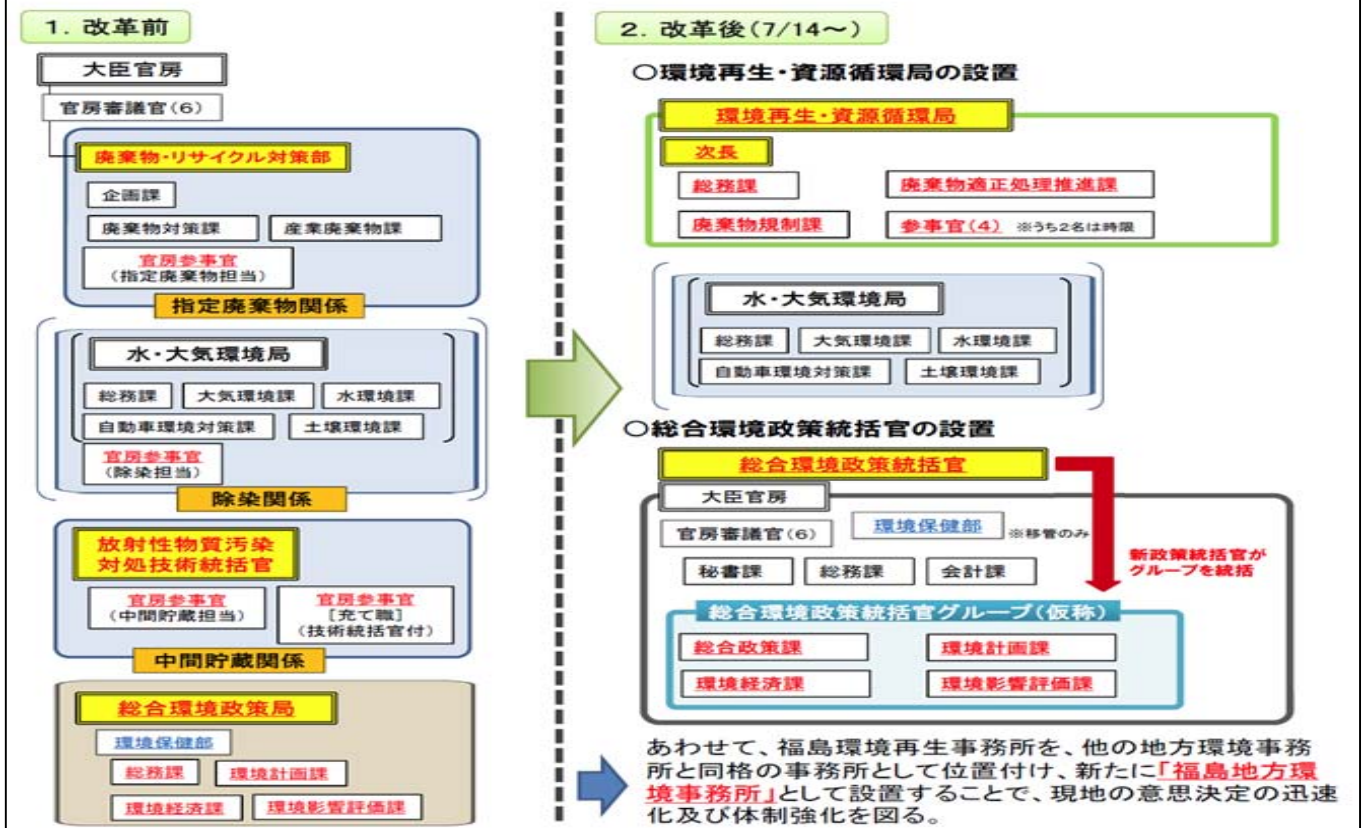 1. 改革前
大臣官房
官房審議官(6)
廃棄物・リサイクル対策部
企画課
廃棄物対策課
産業廃棄物課
官房参事官
(指定廃棄物担当)
指定廃棄物関係
水・大気環境局
総務課
大気環境課
水環境課
自動車環境対策課
土壌環境課
官房参事官
(除染担当)
除染関係
放射性物質汚染
対処技術統括官
官房参事官
(中間貯蔵担当)
官房参事官
[充て職]
(技術統括官付)
中間貯蔵関係
総合環境政策局
環境保健部
総務課
環境計画課
環境経済課
環境影響評価課
2. 改革後(7/14~)
○環境再生・資源循環局の設置
環境再生・資源循環局
次長
総務課
廃棄物適正処理推進課
廃棄物規制課
参事官(4) ※うち2名は時限
水・大気環境局
総務課
大気環境課
水環境課
自動車環境対策課
土壌環境課
○総合環境政策統括官の設置
総合環境政策統括官
大臣官房
官房審議官(6)
環境保健部 ※移管のみ
秘書課
総務課
会計課
新政策統括官が
グループを統括
総合環境政策統括官グループ(仮称)
総合政策課
環境計画課
環境経済課
環境影響評価課
あわせて、福島環境再生事務所を、他の地方環境事務
所と同格の事務所として位置付け、新たに「福島地方環
境事務所」として設置することで、現地の意思決定の迅速
化及び体制強化を図る。